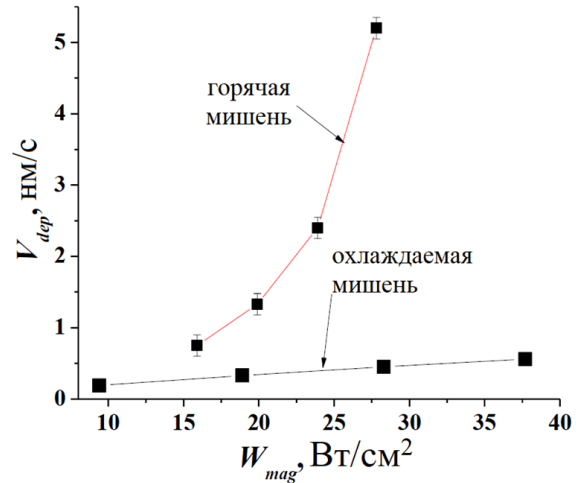 5
4
3
2
1
0
V_dep, нм/с
горячая
мишень
охлаждаемая
мишень
10 15 20 25 30 35 40
W_mag, Вт/см²